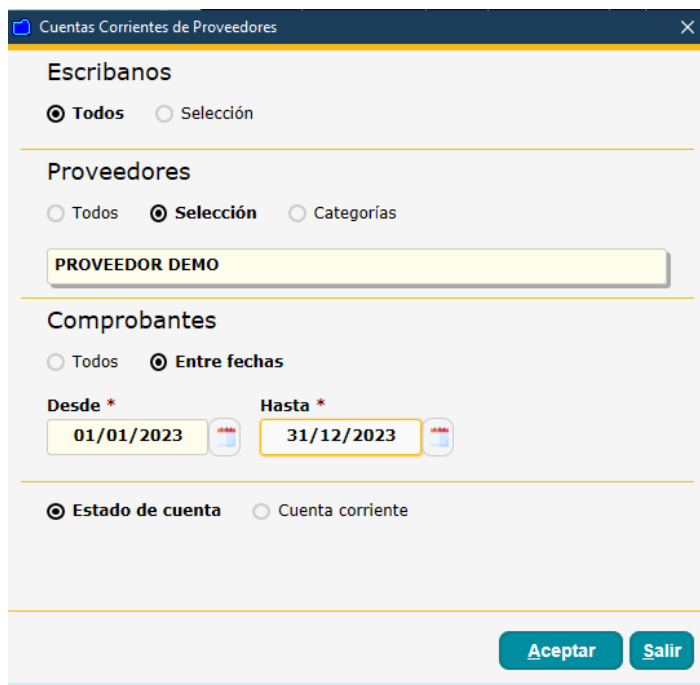 Cuentas Corrientes de Proveedores
Escribanos
Todos Selección
Proveedores
Todos Selección Categorías
PROVEEDOR DEMO
Comprobantes
Todos Entre fechas
Desde * Hasta *
01/01/2023 31/12/2023
Estado de cuenta Cuenta corriente
Aceptar Salir